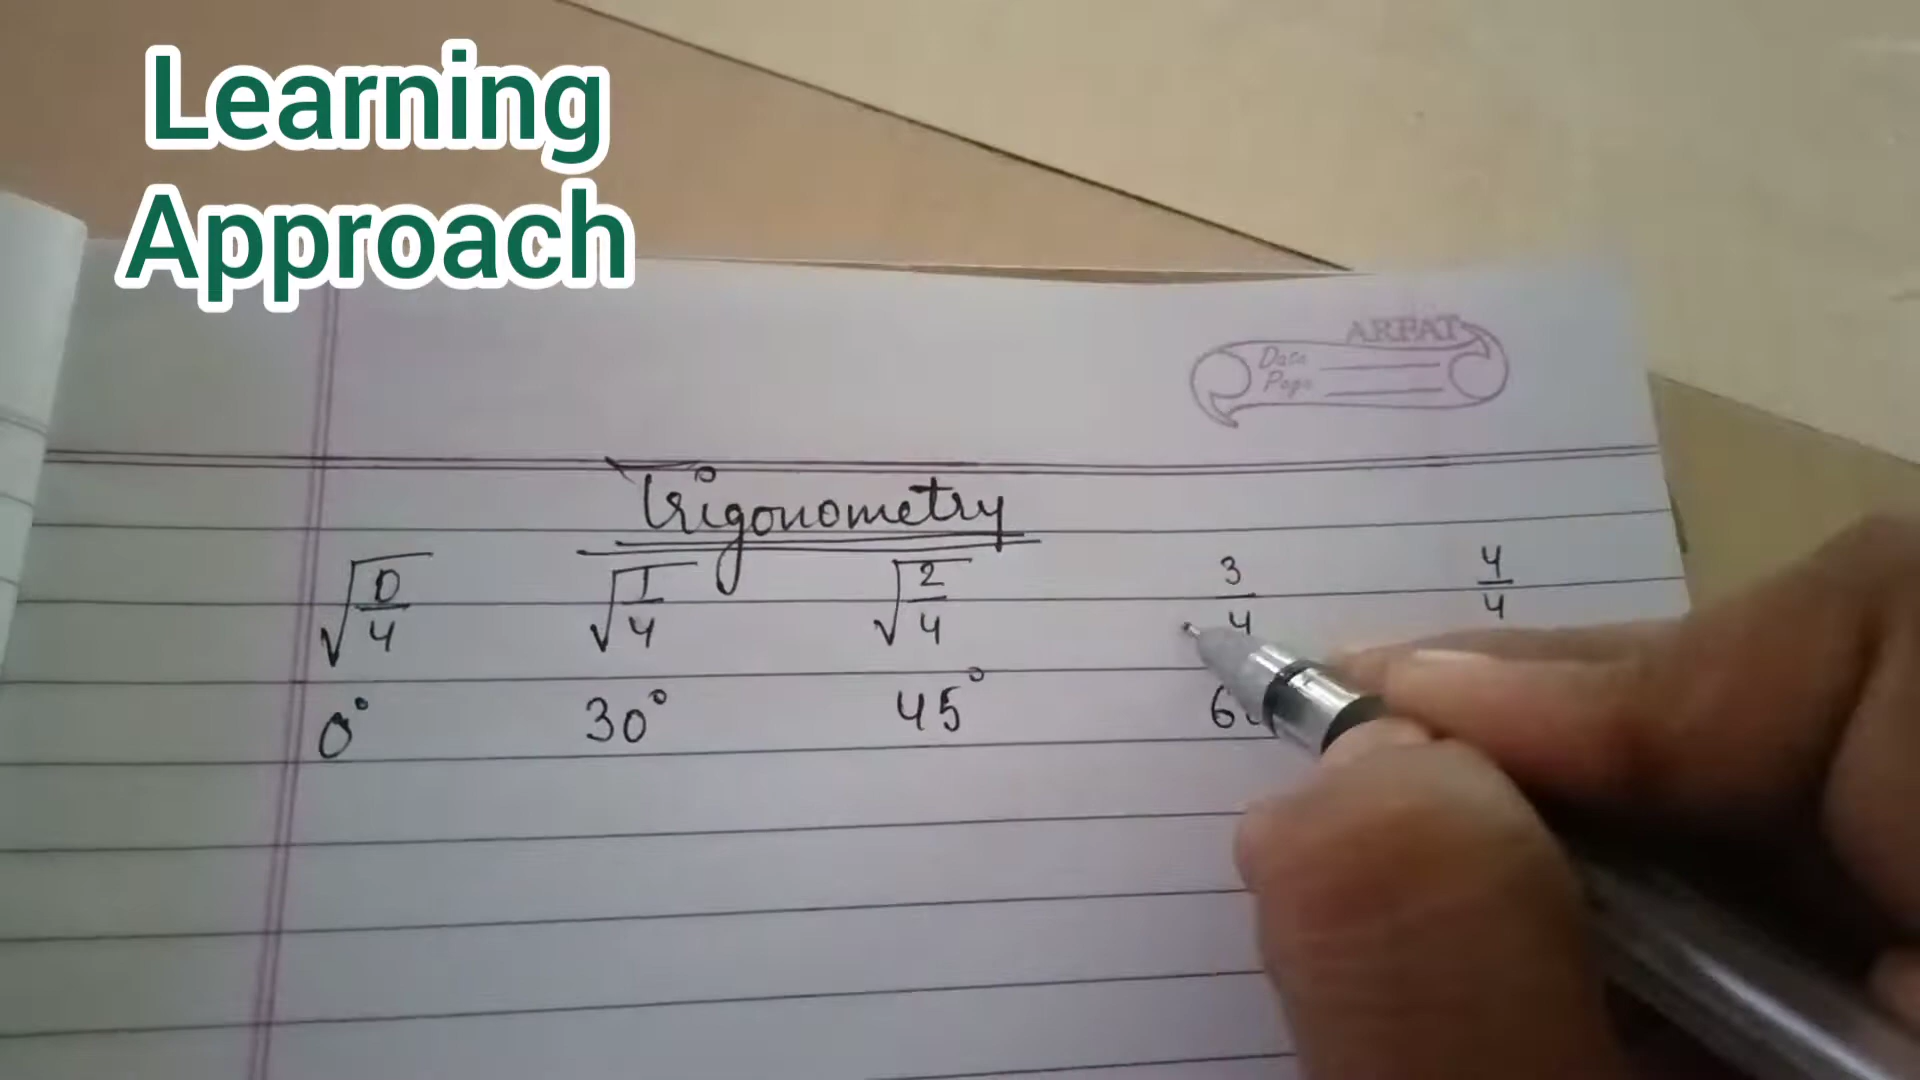 Learning
Approach
ARFAT
Date
Page
Trigonometry
√0/4 √1/4 √2/4 3/4 4/4
0° 30° 45° 6